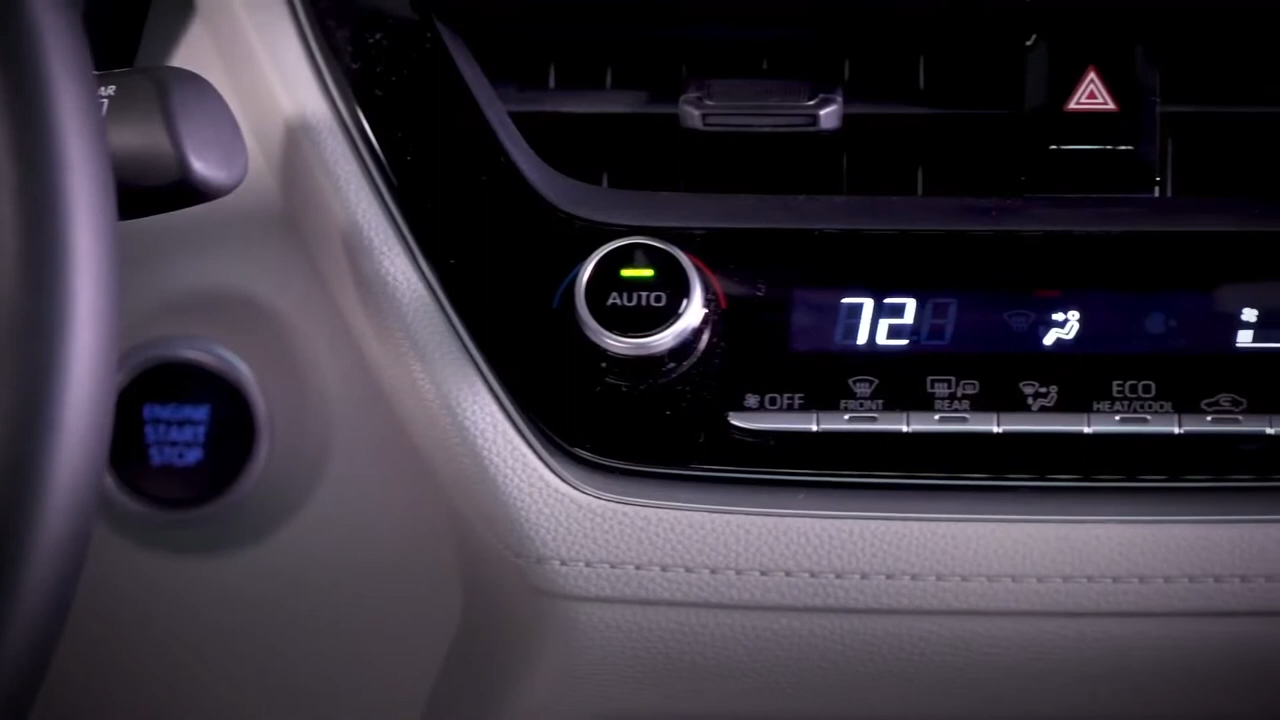 AUTO
72
OFF
FRONT
REAR
ECO
HEAT/COOL
ENGINE
START
STOP